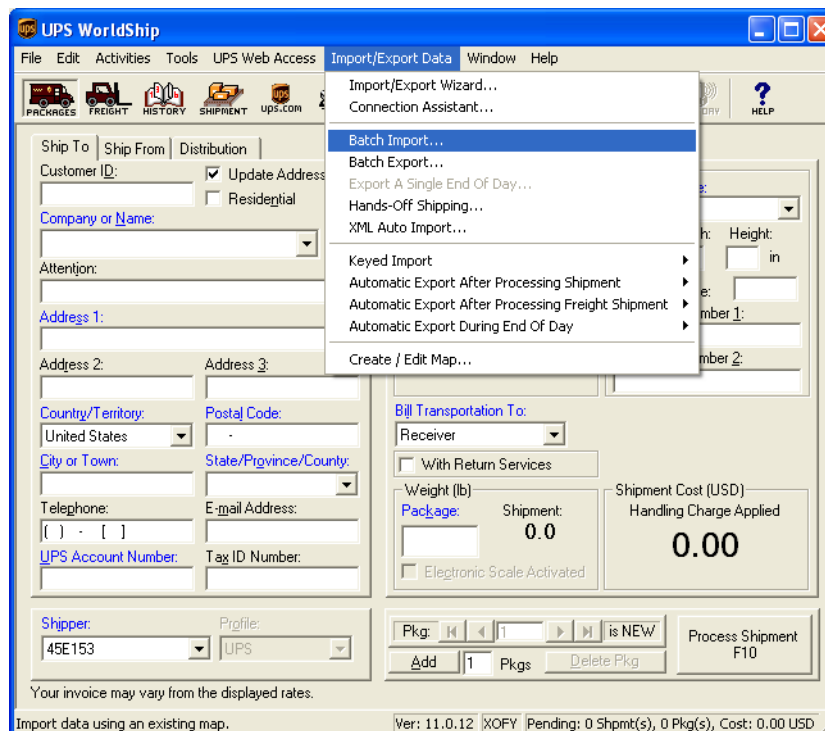 UPS WorldShip
File Edit Activities Tools UPS Web Access Import/Export Data Window Help
PACKAGES FREIGHT HISTORY SHIPMENT ups.com HELP
Import/Export Wizard...
Connection Assistant...
Batch Import...
Batch Export...
Export A Single End Of Day...
Hands-Off Shipping...
XML Auto Import...
Keyed Import
Automatic Export After Processing Shipment
Automatic Export After Processing Freight Shipment
Automatic Export During End Of Day
Create / Edit Map...
Ship To Ship From Distribution
Customer ID: Update Address
Residential
Company or Name:
Height:
in
Attention:
Address 1:
1:
Address 2: Address 3:
2:
Country/Territory: Postal Code:
United States -
City or Town: State/Province/County:
Telephone: E-mail Address:
( ) - [ ]
UPS Account Number: Tax ID Number:
Bill Transportation To:
Receiver
With Return Services
Weight (lb)
Package: Shipment:
0.0
Electronic Scale Activated
Shipment Cost (USD)
Handling Charge Applied
0.00
Shipper: Profile:
45E153 UPS
Pkg: 1 is NEW
Add 1 Pkgs Delete Pkg
Process Shipment
F10
Your invoice may vary from the displayed rates.
Import data using an existing map. Ver: 11.0.12 XOFY Pending: 0 Shpmt(s), 0 Pkg(s), Cost: 0.00 USD